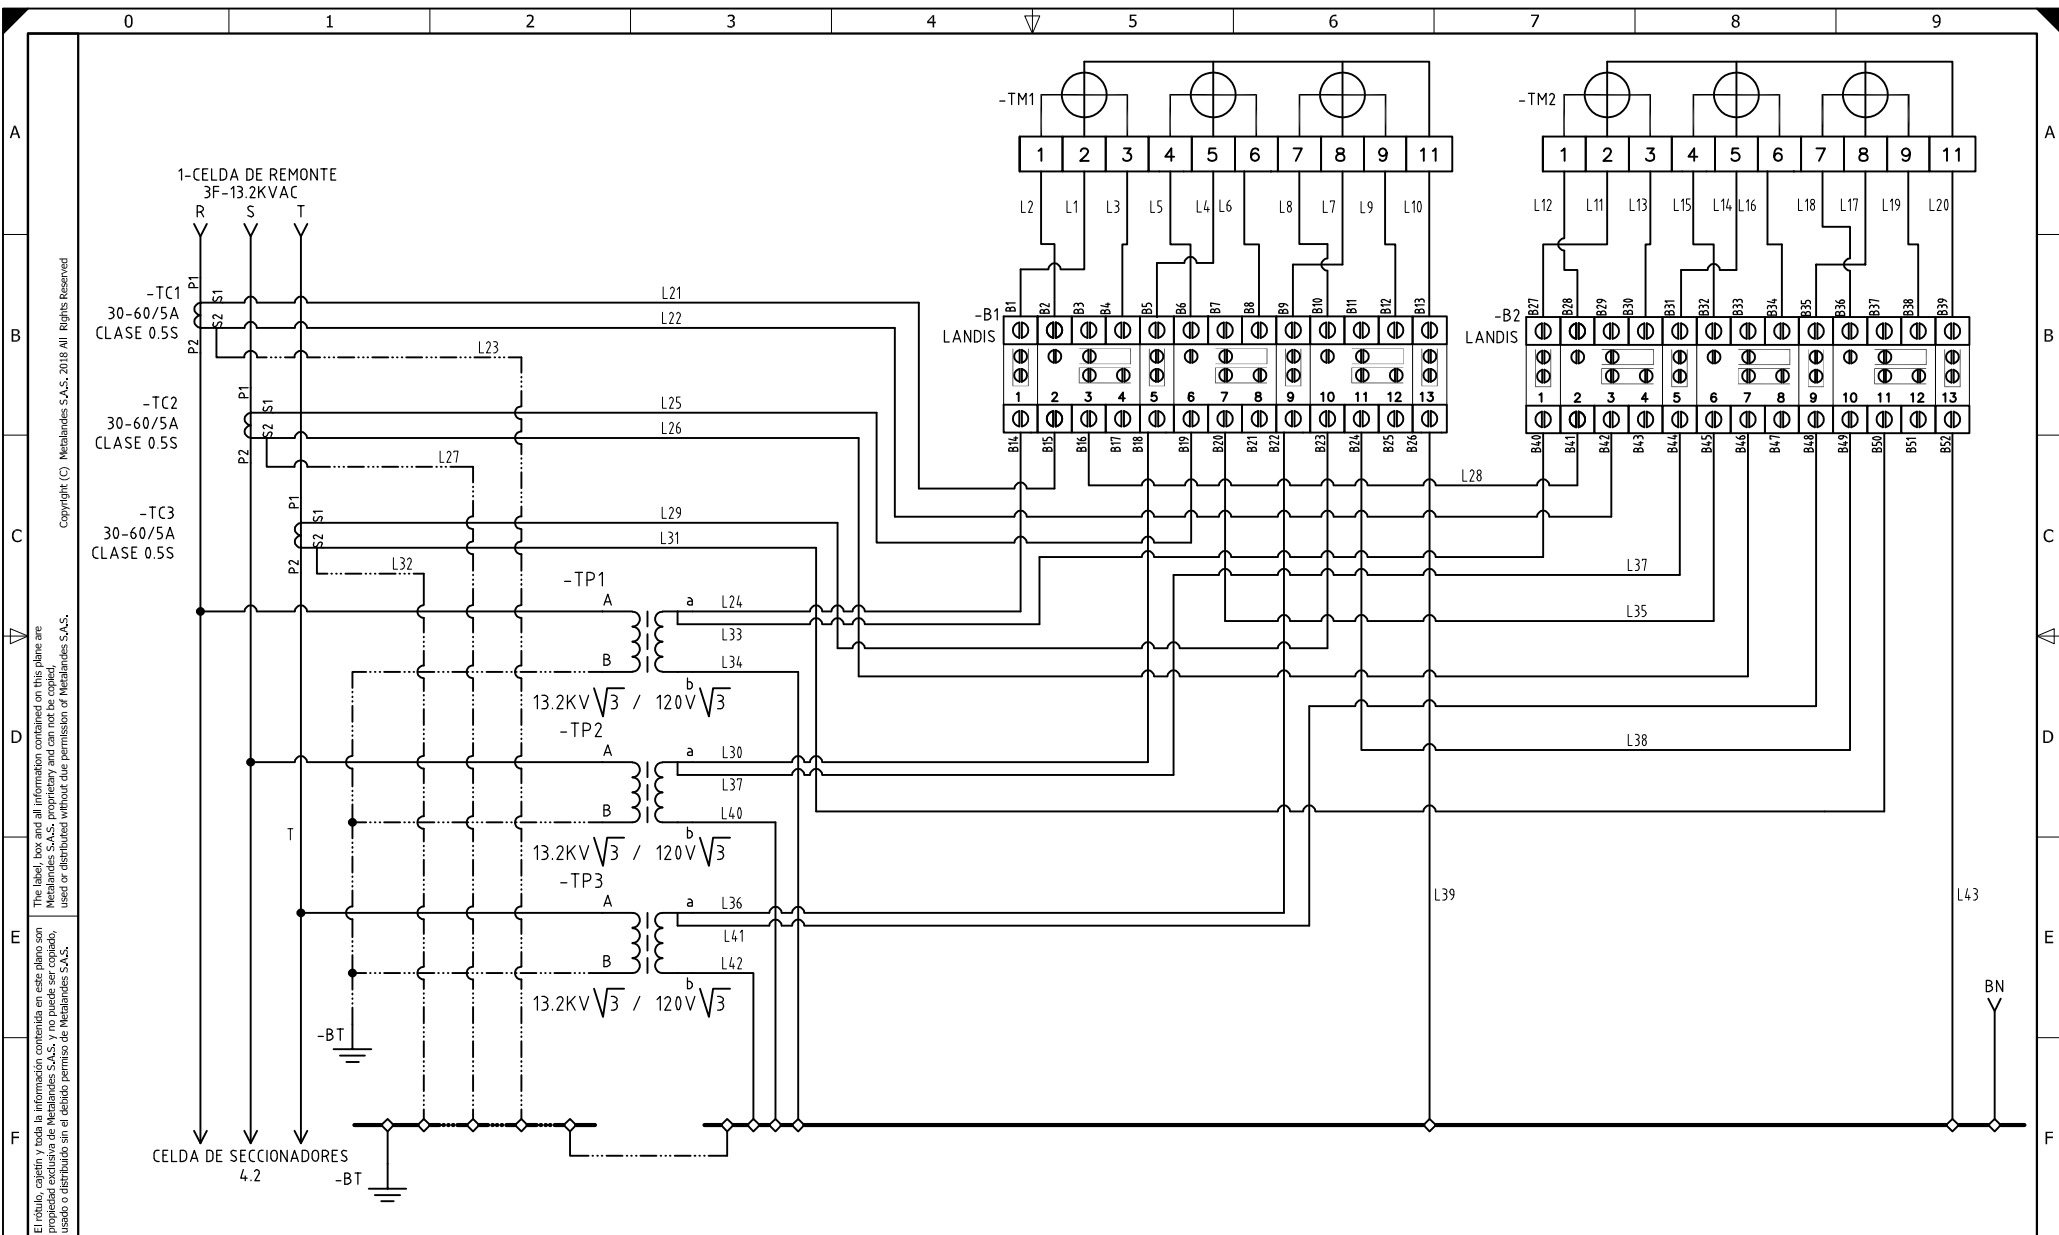 0 1 2 3 4 5 6 7 8 9
-TM1
-TM2
A
A
1 2 3 4 5 6 7 8 9 11
1 2 3 4 5 6 7 8 9 11
1-CELDA DE REMONTE
3F-13.2KVAC
R S T
L2 L1 L3 L5 L4 L6 L8 L7 L9 L10
L12 L11 L13 L15 L14 L16 L18 L17 L19 L20
P1
S1
-TC1
30-60/5A
CLASE 0.5S
S2
P2
L21
L22
L23
B
B
B1 B2 B3 B4 B5 B6 B7 B8 B9 B10 B11 B12 B13
-B1
LANDIS
1 2 3 4 5 6 7 8 9 10 11 12 13
B14 B15 B16 B17 B18 B19 B20 B21 B22 B23 B24 B25 B26
B27 B28 B29 B30 B31 B32 B33 B34 B35 B36 B37 B38 B39
-B2
LANDIS
1 2 3 4 5 6 7 8 9 10 11 12 13
B40 B41 B42 B43 B44 B45 B46 B47 B48 B49 B50 B51 B52
P1
S1
-TC2
30-60/5A
CLASE 0.5S
S2
P2
L25
L26
L27
L28
P1
S1
-TC3
30-60/5A
CLASE 0.5S
S2
P2
L29
L31
L32
C
C
L37
L35
-TP1
A
a
L24
L33
L34
B
b
13.2KV√3 / 120V√3
D
D
-TP2
A
a
L30
L37
L40
B
b
13.2KV√3 / 120V√3
L38
T
-TP3
A
a
L36
L41
L42
B
b
13.2KV√3 / 120V√3
L39
L43
E
E
BN
-BT
F
F
CELDA DE SECCIONADORES
4.2
-BT
Copyright (C) Metalandes S.A.S. 2018 All Rights Reserved
The label, box and all information contained on this plane are
Metalandes S.A.S. proprietary and can not be copied,
used or distributed without due permission of Metalandes S.A.S.
El rótulo, cajetín y toda la información contenida en este plano son
propiedad exclusiva de Metalandes S.A.S. y no puede ser copiado,
usado o distribuido sin el debido permiso de Metalandes S.A.S.